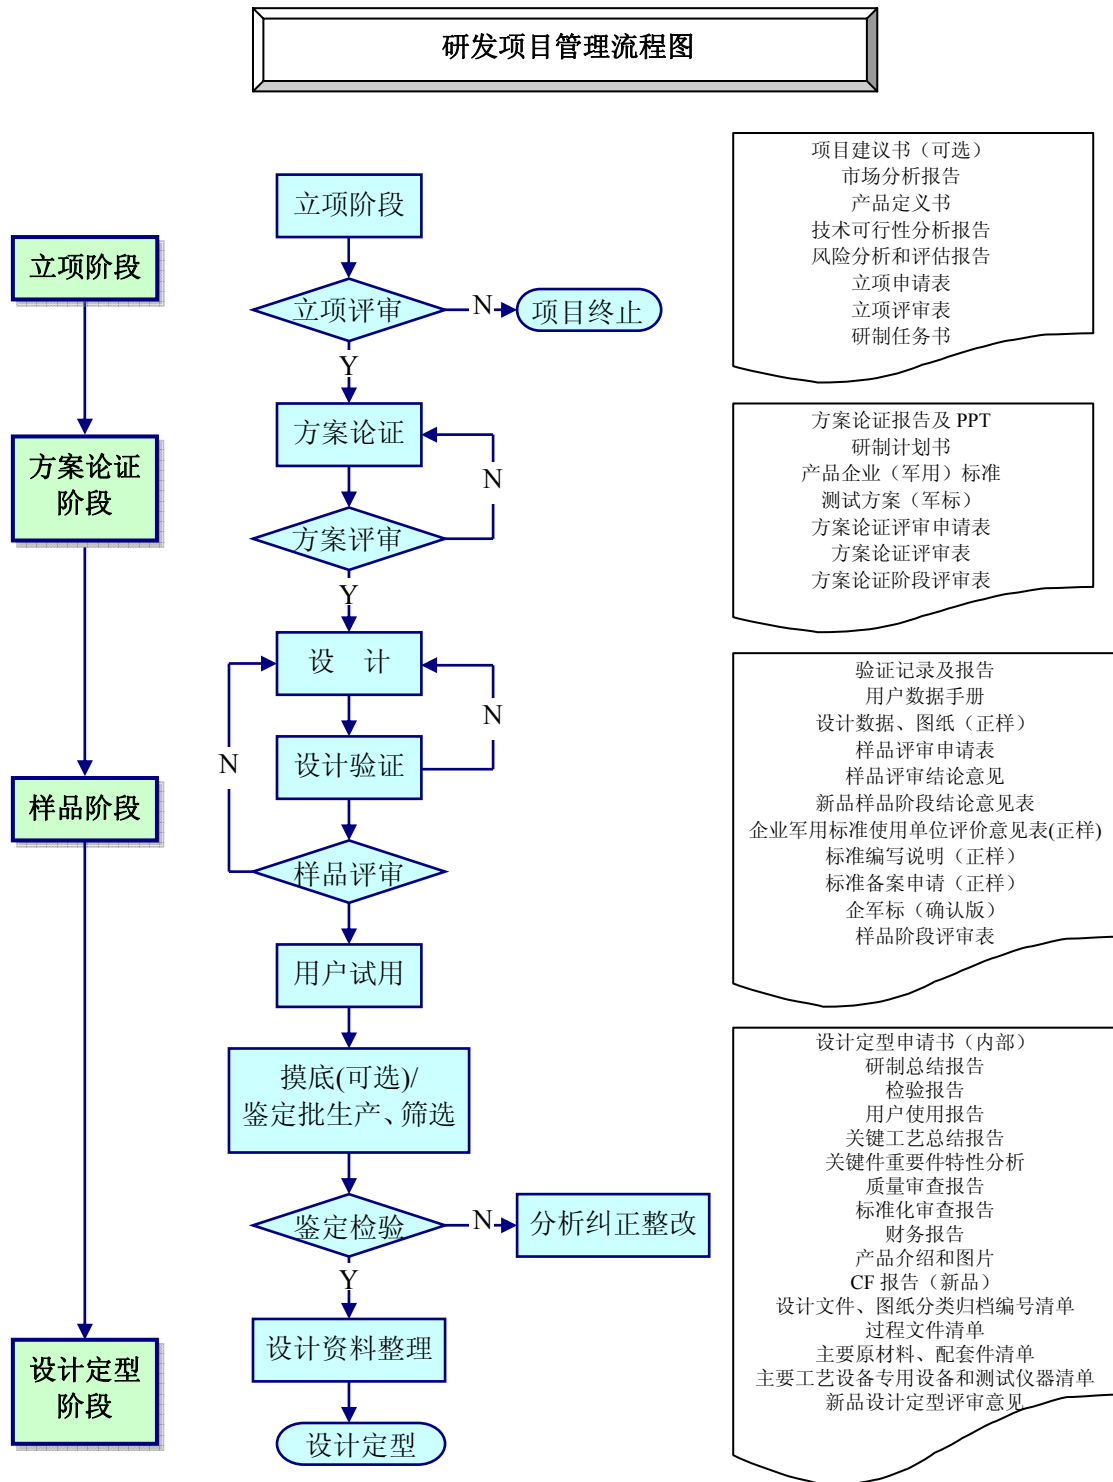 研发项目管理流程图
立项阶段
方案论证
阶段
样品阶段
设计定型
阶段
立项阶段
立项评审
N
项目终止
Y
方案论证
N
方案评审
Y
设 计
N
N
设计验证
样品评审
用户试用
摸底(可选)/
鉴定批生产、筛选
鉴定检验
N
分析纠正整改
Y
设计资料整理
设计定型
项目建议书（可选）
市场分析报告
产品定义书
技术可行性分析报告
风险分析和评估报告
立项申请表
立项评审表
研制任务书
方案论证报告及 PPT
研制计划书
产品企业（军用）标准
测试方案（军标）
方案论证评审申请表
方案论证评审表
方案论证阶段评审表
验证记录及报告
用户数据手册
设计数据、图纸（正样）
样品评审申请表
样品评审结论意见
新品样品阶段结论意见表
企业军用标准使用单位评价意见表(正样)
标准编写说明（正样）
标准备案申请（正样）
企军标（确认版）
样品阶段评审表
设计定型申请书（内部）
研制总结报告
检验报告
用户使用报告
关键工艺总结报告
关键件重要件特性分析
质量审查报告
标准化审查报告
财务报告
产品介绍和图片
CF 报告（新品）
设计文件、图纸分类归档编号清单
过程文件清单
主要原材料、配套件清单
主要工艺设备专用设备和测试仪器清单
新品设计定型评审意见